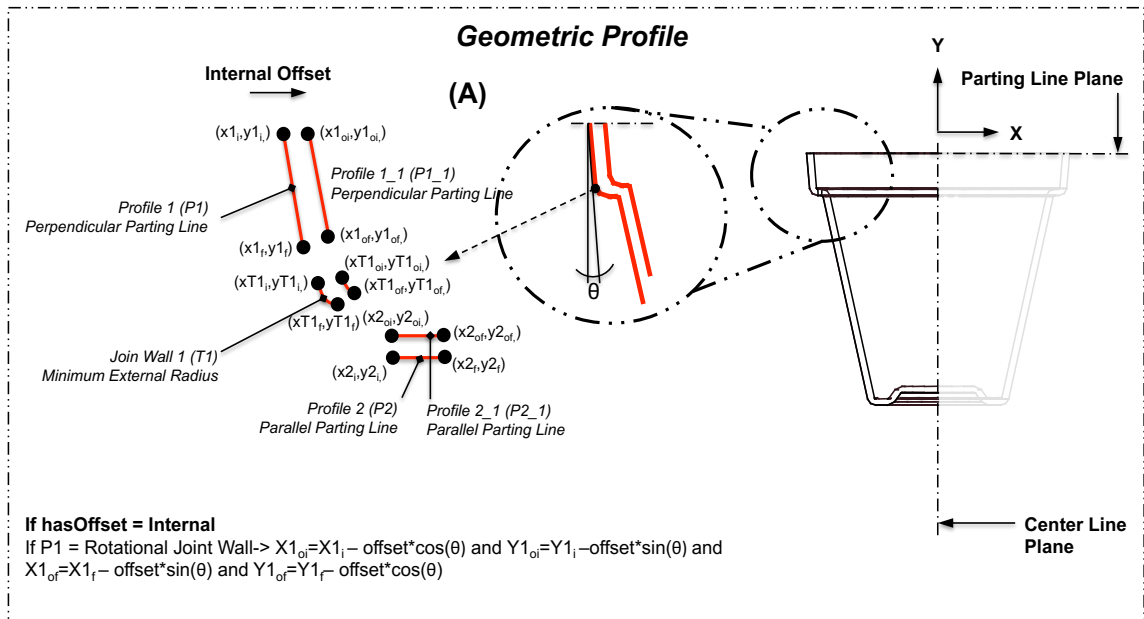 Geometric Profile
Internal Offset
(A)
Y
Parting Line Plane
X
(x1i,y1i,)
(x1oi,y1oi,)
Profile 1_1 (P1_1)
Perpendicular Parting Line
Profile 1 (P1)
Perpendicular Parting Line
(x1f,y1f)
(x1of,y1of,)
(xT1oi,yT1oi,)
(xT1i,yT1i,)
(xT1of,yT1of,)
θ
(xT1f,yT1f)
(x2oi,y2oi,)
(x2of,y2of,)
Join Wall 1 (T1)
Minimum External Radius
(x2i,y2i,)
(x2f,y2f)
Profile 2 (P2)
Parallel Parting Line
Profile 2_1 (P2_1)
Parallel Parting Line
If hasOffset = Internal
If P1 = Rotational Joint Wall-> X1oi=X1i – offset*cos(θ) and Y1oi=Y1i –offset*sin(θ) and
X1of=X1f – offset*sin(θ) and Y1of=Y1f– offset*cos(θ)
Center Line
Plane